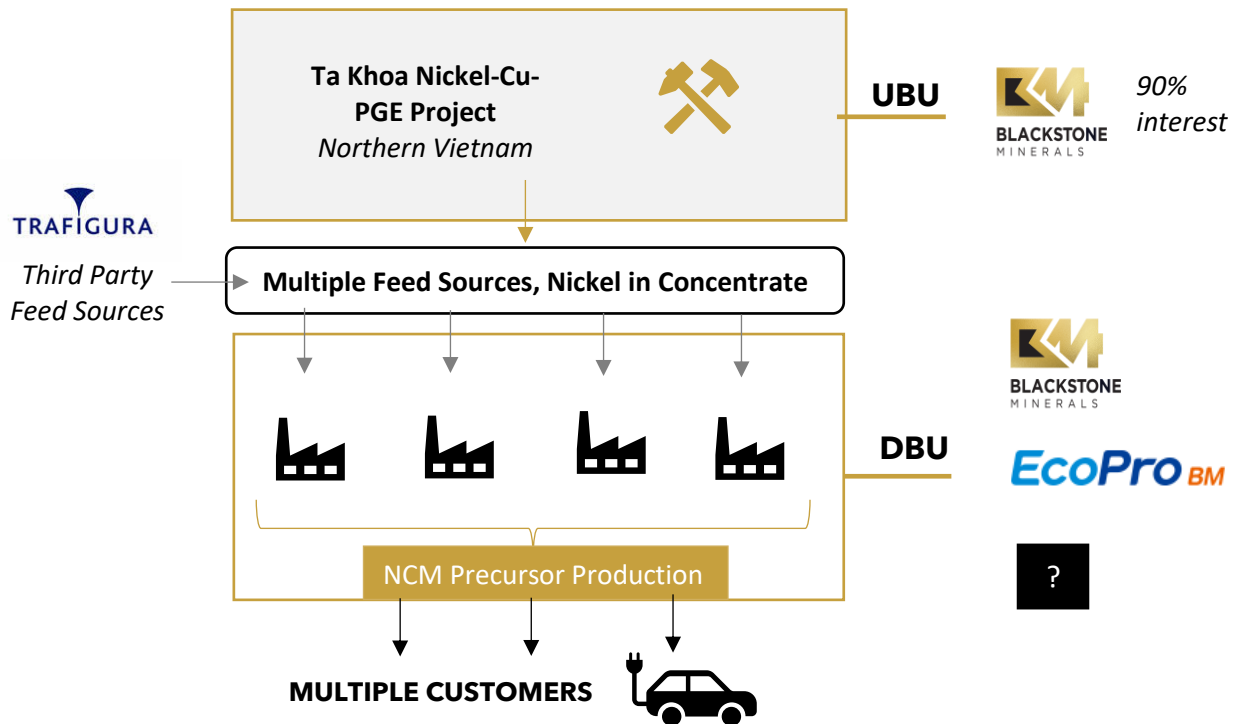 Ta Khoa Nickel-Cu-
PGE Project
Northern Vietnam
UBU
BLACKSTONE
MINERALS
90%
interest
TRAFIGURA
Third Party
Feed Sources
Multiple Feed Sources, Nickel in Concentrate
BLACKSTONE
MINERALS
DBU
EcoPro BM
NCM Precursor Production
?
MULTIPLE CUSTOMERS